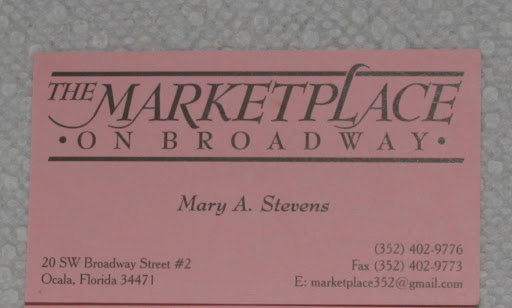 THE MARKETPLACE
• ON BROADWAY •
Mary A. Stevens
(352) 402-9776
20 SW Broadway Street #2 Fax (352) 402-9773
Ocala, Florida 34471 E: marketplace352@gmail.com